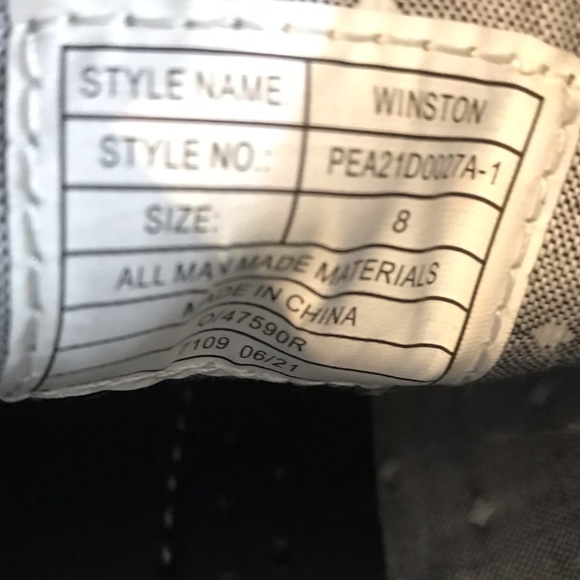 STYLE NAME: WINSTON
STYLE NO.: PEA21D0027A-1
SIZE: 8
ALL MAN MADE MATERIALS
MADE IN CHINA
O/47590R
7109 06/21